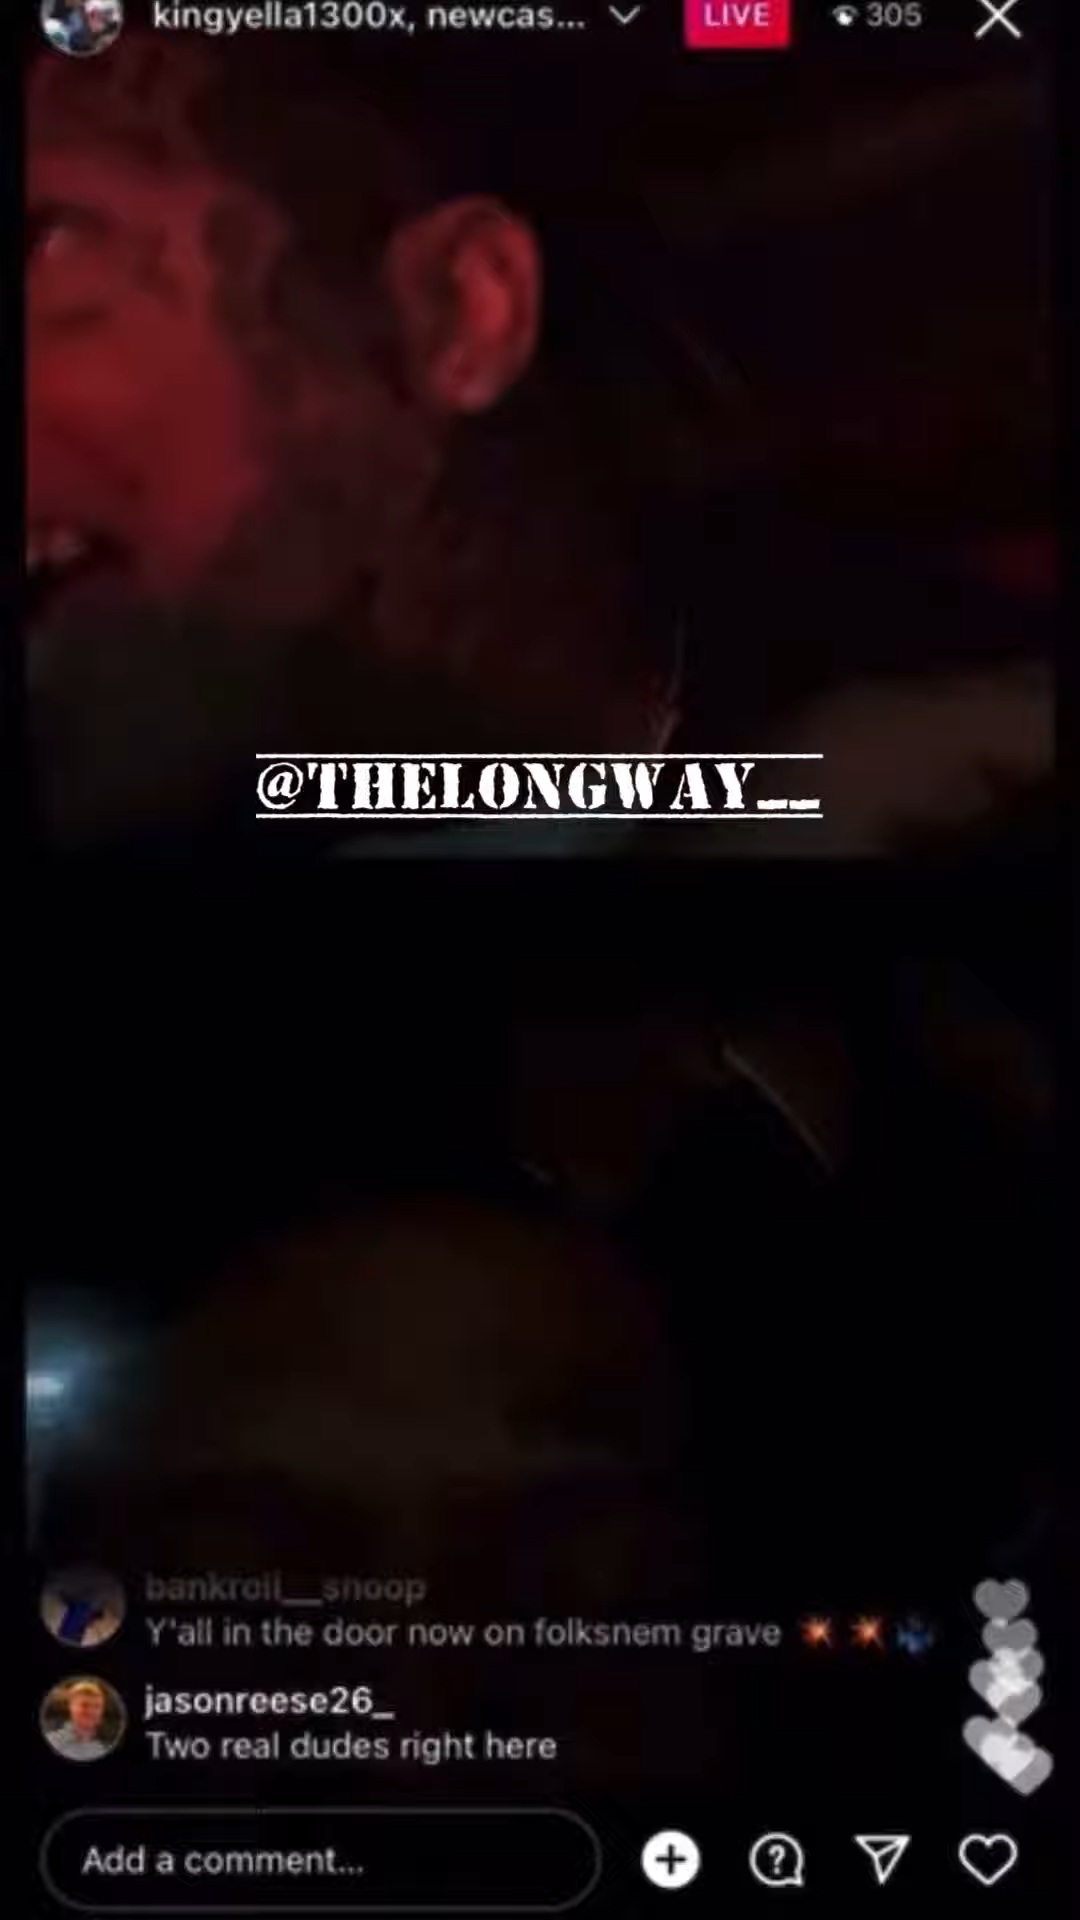 kingyella1300x, newcas...
LIVE
305
@THELONGWAY__
bankroll__snoop
Y'all in the door now on folksnem grave
jasonreese26_
Two real dudes right here
Add a comment...